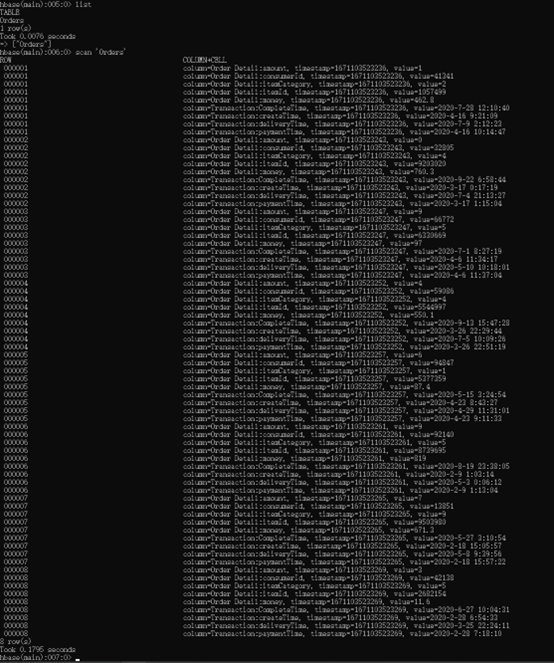 hbase(main):005:0> list
TABLE
Orders
1 row(s)
Took 0.0076 seconds
=> ["Orders"]
hbase(main):006:0> scan 'Orders'
ROW COLUMN+CELL
000001 column=Order Detail:amount, timestamp=1671103523236, value=1
000001 column=Order Detail:consumerId, timestamp=1671103523236, value=41341
000001 column=Order Detail:itemCategory, timestamp=1671103523236, value=2
000001 column=Order Detail:itemId, timestamp=1671103523236, value=1057499
000001 column=Order Detail:money, timestamp=1671103523236, value=462.8
000001 column=Transaction:CompleteTime, timestamp=1671103523236, value=2020-7-28 12:10:40
000001 column=Transaction:createTime, timestamp=1671103523236, value=2020-4-16 9:21:09
000001 column=Transaction:deliveryTime, timestamp=1671103523236, value=2020-7-9 2:12:23
000001 column=Transaction:paymentTime, timestamp=1671103523236, value=2020-4-16 10:14:47
000002 column=Order Detail:amount, timestamp=1671103523243, value=8
000002 column=Order Detail:consumerId, timestamp=1671103523243, value=32805
000002 column=Order Detail:itemCategory, timestamp=1671103523243, value=4
000002 column=Order Detail:itemId, timestamp=1671103523243, value=9203020
000002 column=Order Detail:money, timestamp=1671103523243, value=760.3
000002 column=Transaction:CompleteTime, timestamp=1671103523243, value=2020-9-22 6:58:44
000002 column=Transaction:createTime, timestamp=1671103523243, value=2020-3-17 0:17:19
000002 column=Transaction:deliveryTime, timestamp=1671103523243, value=2020-7-4 21:13:27
000002 column=Transaction:paymentTime, timestamp=1671103523243, value=2020-3-17 1:15:04
000003 column=Order Detail:amount, timestamp=1671103523247, value=9
000003 column=Order Detail:consumerId, timestamp=1671103523247, value=66772
000003 column=Order Detail:itemCategory, timestamp=1671103523247, value=5
000003 column=Order Detail:itemId, timestamp=1671103523247, value=6330669
000003 column=Order Detail:money, timestamp=1671103523247, value=97
000003 column=Transaction:CompleteTime, timestamp=1671103523247, value=2020-7-1 8:27:19
000003 column=Transaction:createTime, timestamp=1671103523247, value=2020-4-6 11:34:17
000003 column=Transaction:deliveryTime, timestamp=1671103523247, value=2020-5-10 10:18:01
000003 column=Transaction:paymentTime, timestamp=1671103523247, value=2020-4-6 11:37:04
000004 column=Order Detail:amount, timestamp=1671103523252, value=4
000004 column=Order Detail:consumerId, timestamp=1671103523252, value=59086
000004 column=Order Detail:itemCategory, timestamp=1671103523252, value=4
000004 column=Order Detail:itemId, timestamp=1671103523252, value=5544997
000004 column=Order Detail:money, timestamp=1671103523252, value=550.1
000004 column=Transaction:CompleteTime, timestamp=1671103523252, value=2020-9-13 15:47:28
000004 column=Transaction:createTime, timestamp=1671103523252, value=2020-3-26 22:29:44
000004 column=Transaction:deliveryTime, timestamp=1671103523252, value=2020-7-5 10:09:26
000004 column=Transaction:paymentTime, timestamp=1671103523252, value=2020-3-26 22:51:19
000005 column=Order Detail:amount, timestamp=1671103523257, value=6
000005 column=Order Detail:consumerId, timestamp=1671103523257, value=94847
000005 column=Order Detail:itemCategory, timestamp=1671103523257, value=1
000005 column=Order Detail:itemId, timestamp=1671103523257, value=5377359
000005 column=Order Detail:money, timestamp=1671103523257, value=87.4
000005 column=Transaction:CompleteTime, timestamp=1671103523257, value=2020-5-15 3:24:54
000005 column=Transaction:createTime, timestamp=1671103523257, value=2020-4-23 8:43:27
000005 column=Transaction:deliveryTime, timestamp=1671103523257, value=2020-4-29 11:31:01
000005 column=Transaction:paymentTime, timestamp=1671103523257, value=2020-4-23 9:11:33
000006 column=Order Detail:amount, timestamp=1671103523261, value=9
000006 column=Order Detail:consumerId, timestamp=1671103523261, value=92140
000006 column=Order Detail:itemCategory, timestamp=1671103523261, value=5
000006 column=Order Detail:itemId, timestamp=1671103523261, value=8739695
000006 column=Order Detail:money, timestamp=1671103523261, value=819
000006 column=Transaction:CompleteTime, timestamp=1671103523261, value=2020-8-19 23:38:05
000006 column=Transaction:createTime, timestamp=1671103523261, value=2020-2-9 1:03:14
000006 column=Transaction:deliveryTime, timestamp=1671103523261, value=2020-5-3 0:06:12
000006 column=Transaction:paymentTime, timestamp=1671103523261, value=2020-2-9 1:13:04
000007 column=Order Detail:amount, timestamp=1671103523265, value=7
000007 column=Order Detail:consumerId, timestamp=1671103523265, value=13851
000007 column=Order Detail:itemCategory, timestamp=1671103523265, value=9
000007 column=Order Detail:itemId, timestamp=1671103523265, value=9583980
000007 column=Order Detail:money, timestamp=1671103523265, value=671.3
000007 column=Transaction:CompleteTime, timestamp=1671103523265, value=2020-5-27 3:10:54
000007 column=Transaction:createTime, timestamp=1671103523265, value=2020-2-18 15:05:57
000007 column=Transaction:deliveryTime, timestamp=1671103523265, value=2020-5-8 9:39:56
000007 column=Transaction:paymentTime, timestamp=1671103523265, value=2020-2-18 15:57:22
000008 column=Order Detail:amount, timestamp=1671103523269, value=3
000008 column=Order Detail:consumerId, timestamp=1671103523269, value=42138
000008 column=Order Detail:itemCategory, timestamp=1671103523269, value=5
000008 column=Order Detail:itemId, timestamp=1671103523269, value=2682154
000008 column=Order Detail:money, timestamp=1671103523269, value=11.6
000008 column=Transaction:CompleteTime, timestamp=1671103523269, value=2020-6-27 10:04:31
000008 column=Transaction:createTime, timestamp=1671103523269, value=2020-2-28 6:54:33
000008 column=Transaction:deliveryTime, timestamp=1671103523269, value=2020-3-25 22:24:11
000008 column=Transaction:paymentTime, timestamp=1671103523269, value=2020-2-28 7:18:10
8 row(s)
Took 0.1795 seconds
hbase(main):007:0>